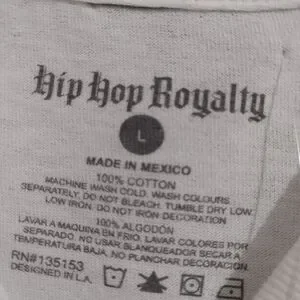 Hip Hop Royalty
L
MADE IN MEXICO
100% COTTON
MACHINE WASH COLD. WASH COLOURS
SEPARATELY. DO NOT BLEACH. TUMBLE DRY LOW.
LOW IRON. DO NOT IRON DECORATION
100% ALGODÓN
LAVAR A MAQUINA EN FRIO. LAVAR COLORES POR
SEPARADO. NO USAR BLANQUEADOR SECAR A
TEMPERATURA BAJA. NO PLANCHAR DECORACION
RN#135153
DESIGNED IN L.A.